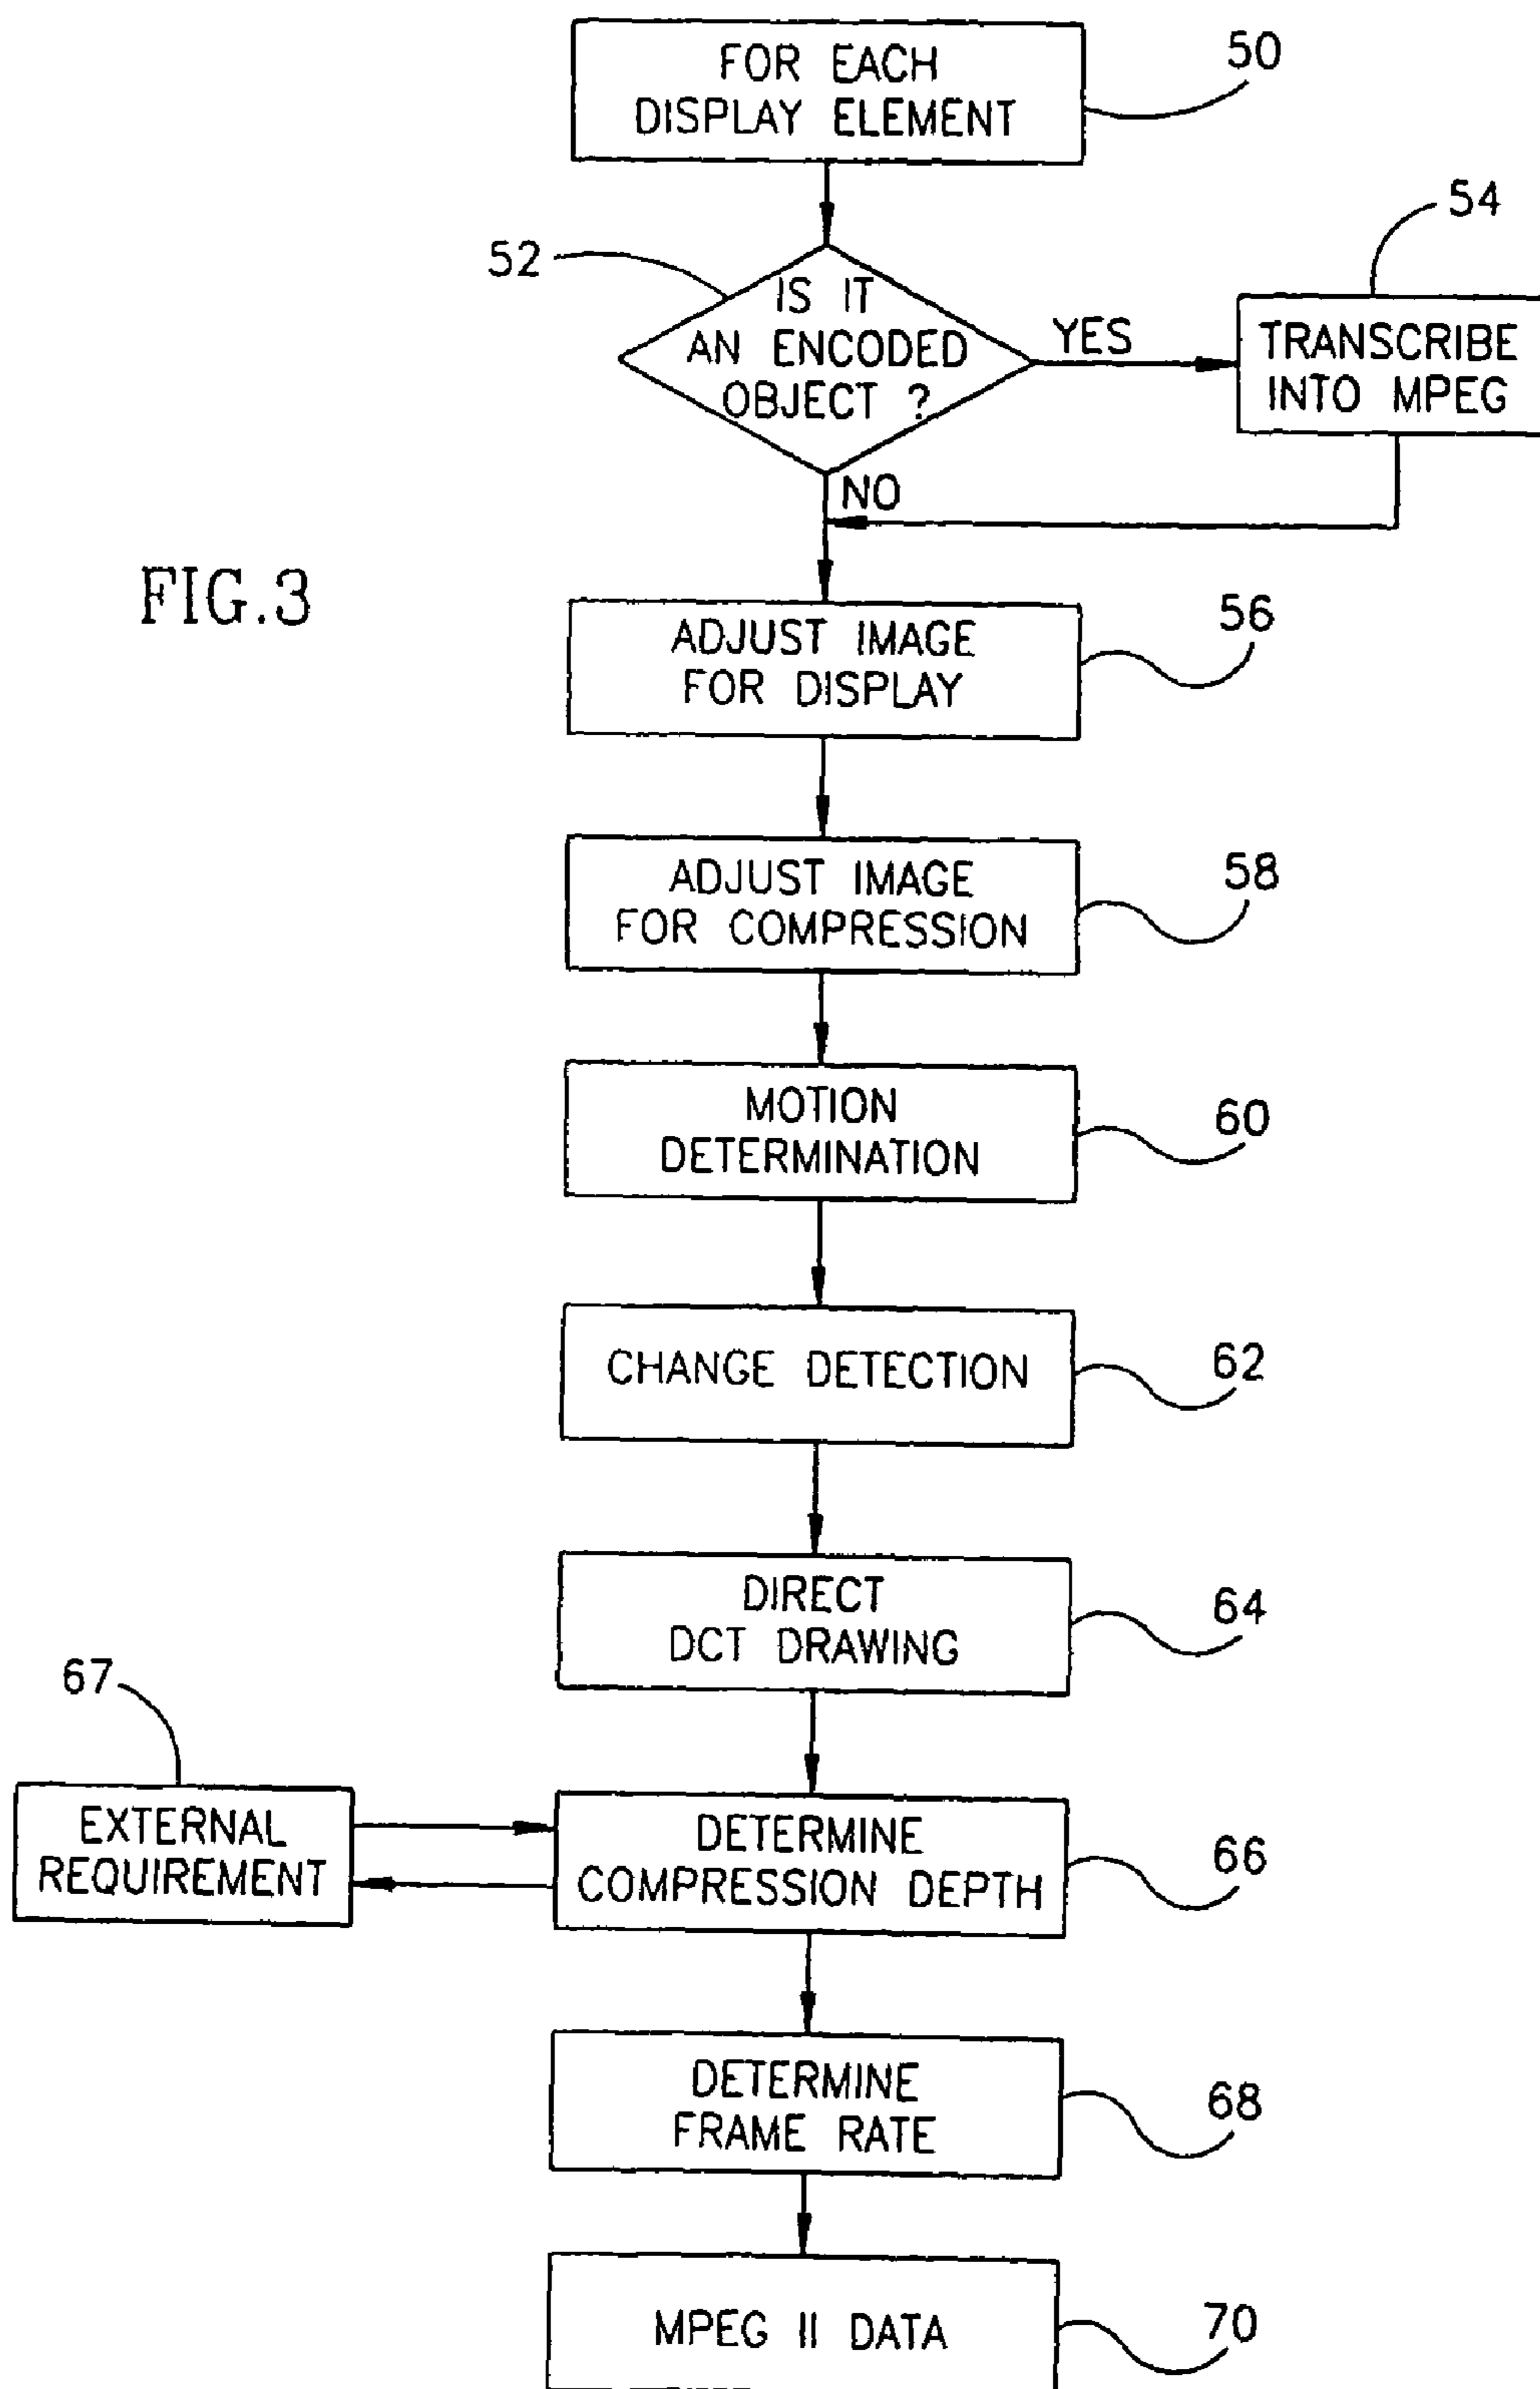 FOR EACH
DISPLAY ELEMENT
50
52
IS IT
AN ENCODED
OBJECT ?
YES
54
TRANSCRIBE
INTO MPEG
NO
FIG.3
ADJUST IMAGE
FOR DISPLAY
56
ADJUST IMAGE
FOR COMPRESSION
58
MOTION
DETERMINATION
60
CHANGE DETECTION
62
DIRECT
DCT DRAWING
64
67
EXTERNAL
REQUIREMENT
DETERMINE
COMPRESSION DEPTH
66
DETERMINE
FRAME RATE
68
MPEG II DATA
70